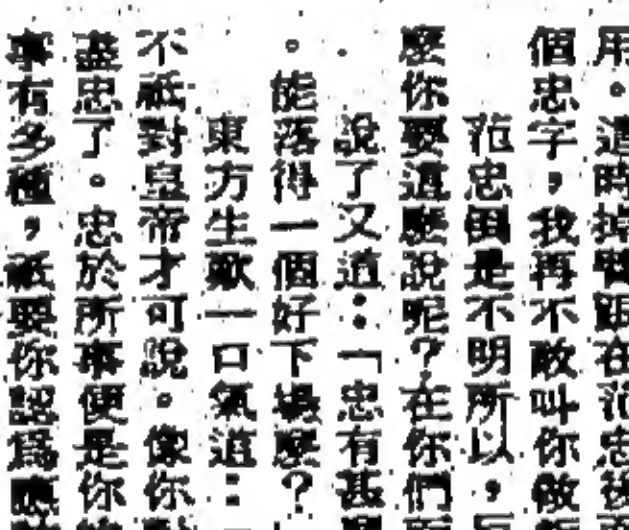 用。這時搶
個忠字，我再不敢叫你做
范忠俱是不明所以，
麼你要這麼說呢？在你們
說了又道：「忠有甚
。能落得一個好下場麼？
東方生歎一口氣道：
不祇對皇帝才可說。像你
盡忠了。忠於所事便是你
事有多種，祇要你認爲